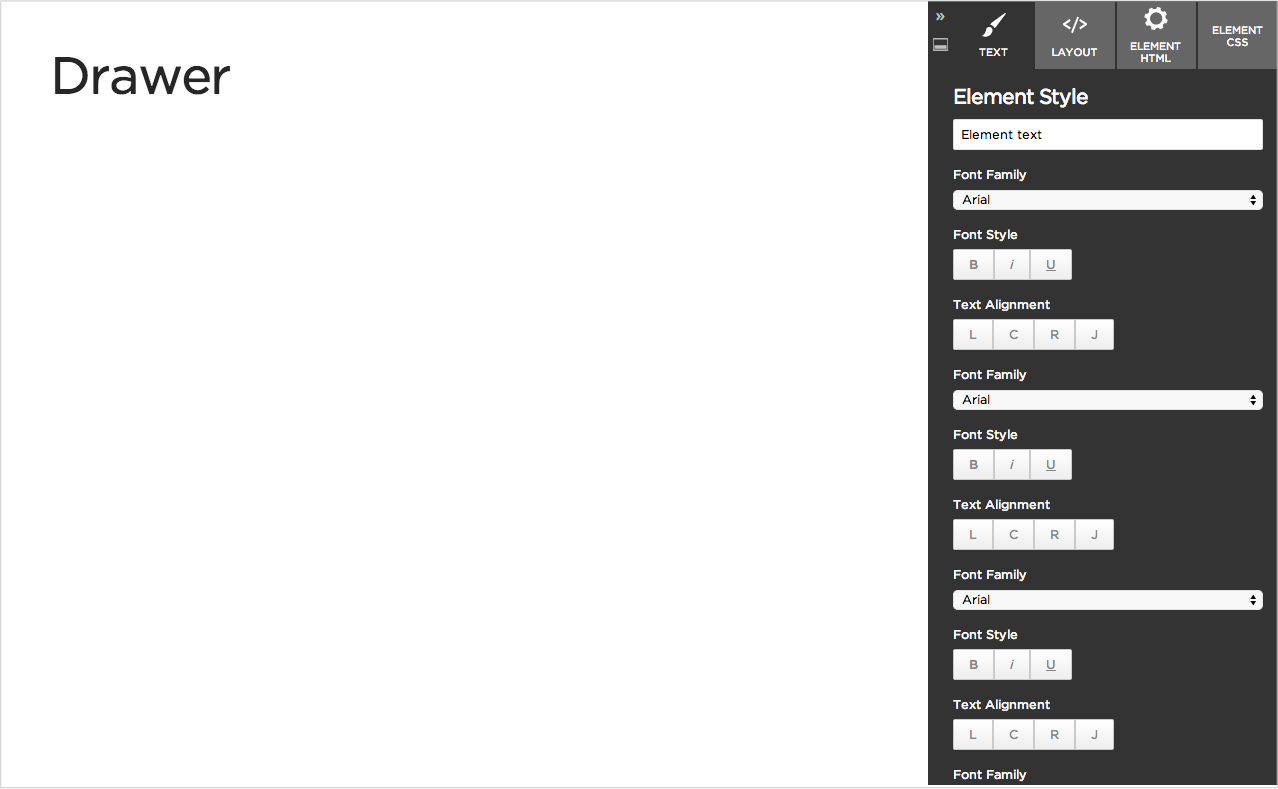 Drawer
»
TEXT
</> 
LAYOUT
ELEMENT
HTML
ELEMENT
CSS
Element Style
Element text
Font Family
Arial
Font Style
B i U
Text Alignment
L C R J
Font Family
Arial
Font Style
B i U
Text Alignment
L C R J
Font Family
Arial
Font Style
B i U
Text Alignment
L C R J
Font Family